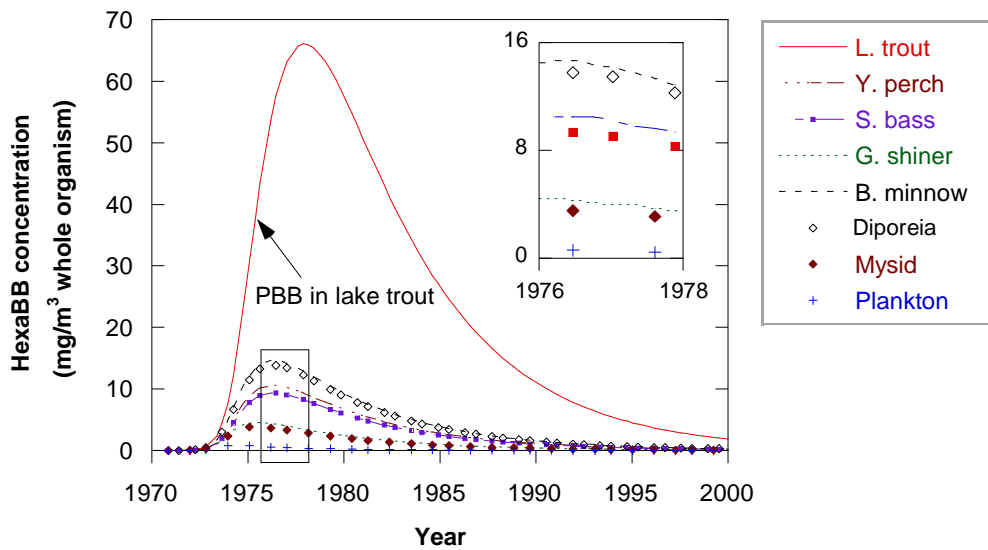 70
60
50
40
30
20
10
0
HexaBB concentration
(mg/m³ whole organism)
1970
1975
1980
1985
1990
1995
2000
Year
PBB in lake trout
16
8
0
1976
1978
L. trout
Y. perch
S. bass
G. shiner
B. minnow
Diporeia
Mysid
Plankton